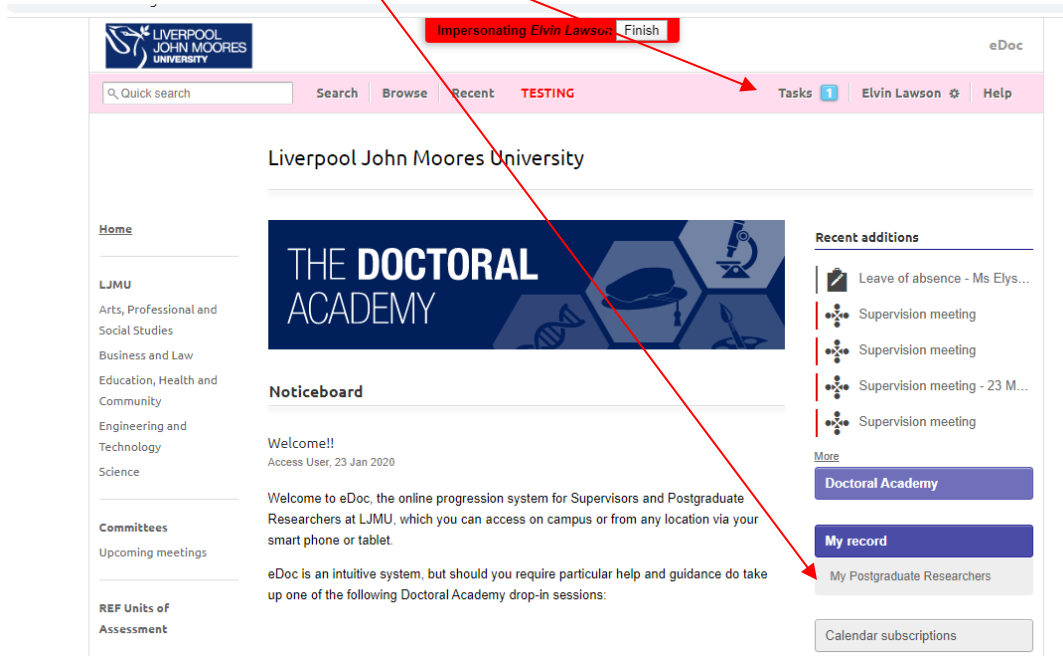 LIVERPOOL
JOHN MOORES
UNIVERSITY
Impersonating Elvin Lawson Finish
eDoc
Quick search
Search Browse Recent TESTING
Tasks 1 Elvin Lawson Help
Liverpool John Moores University
Home
LJMU
Arts, Professional and
Social Studies
Business and Law
Education, Health and
Community
Engineering and
Technology
Science
Committees
Upcoming meetings
REF Units of
Assessment
THE DOCTORAL
ACADEMY
Noticeboard
Welcome!!
Access User, 23 Jan 2020
Welcome to eDoc, the online progression system for Supervisors and Postgraduate
Researchers at LJMU, which you can access on campus or from any location via your
smart phone or tablet.
eDoc is an intuitive system, but should you require particular help and guidance do take
up one of the following Doctoral Academy drop-in sessions:
Recent additions
Leave of absence - Ms Elys...
Supervision meeting
Supervision meeting
Supervision meeting - 23 M...
Supervision meeting
More
Doctoral Academy
My record
My Postgraduate Researchers
Calendar subscriptions